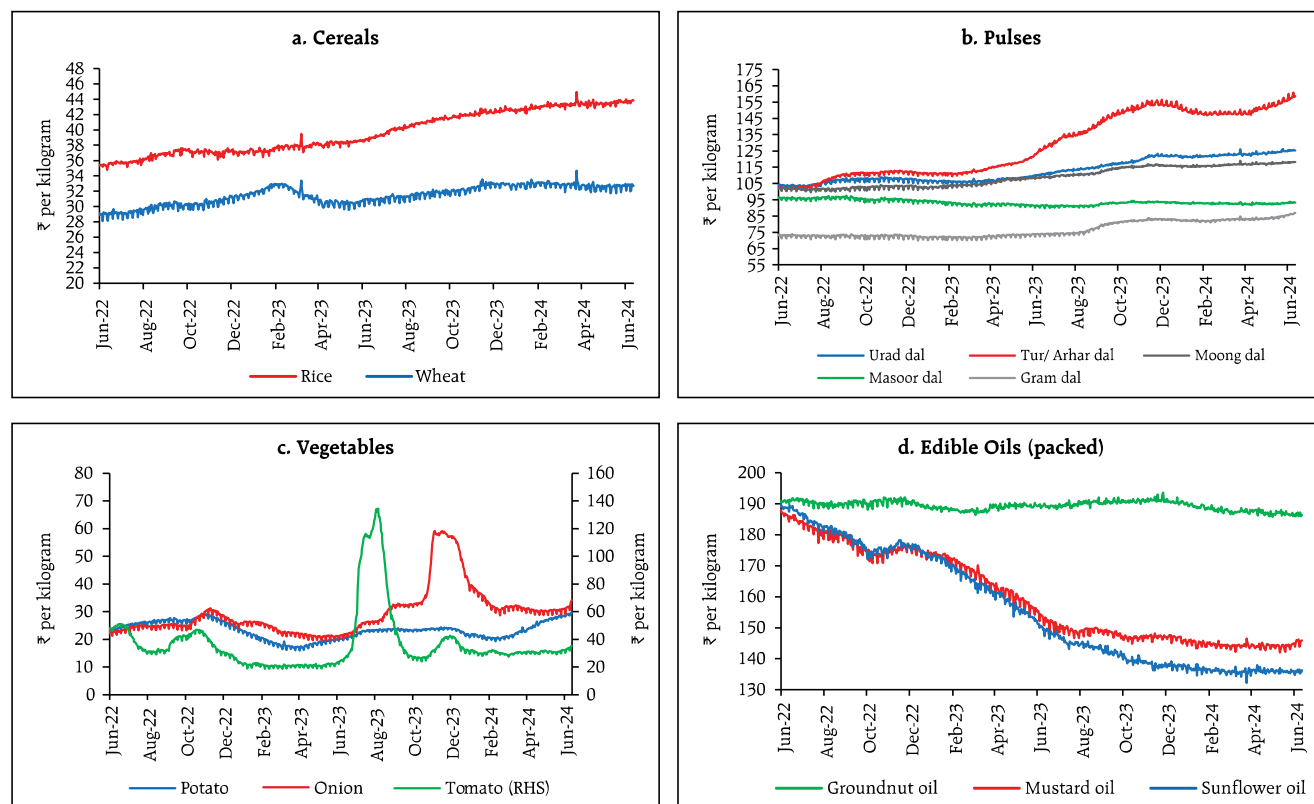 a. Cereals
₹ per kilogram
48
46
44
42
40
38
36
34
32
30
28
26
24
22
20
Jun-22
Aug-22
Oct-22
Dec-22
Feb-23
Apr-23
Jun-23
Aug-23
Oct-23
Dec-23
Feb-24
Apr-24
Jun-24
Rice Wheat
b. Pulses
₹ per kilogram
175
165
155
145
135
125
115
105
95
85
75
65
55
Jun-22
Aug-22
Oct-22
Dec-22
Feb-23
Apr-23
Jun-23
Aug-23
Oct-23
Dec-23
Feb-24
Apr-24
Jun-24
Urad dal Tur/ Arhar dal Moong dal
Masoor dal Gram dal
c. Vegetables
₹ per kilogram
80
70
60
50
40
30
20
10
0
160
140
120
100
80
60
40
20
0
₹ per kilogram
Jun-22
Aug-22
Oct-22
Dec-22
Feb-23
Apr-23
Jun-23
Aug-23
Oct-23
Dec-23
Feb-24
Apr-24
Jun-24
Potato Onion Tomato (RHS)
d. Edible Oils (packed)
₹ per kilogram
200
190
180
170
160
150
140
130
Jun-22
Aug-22
Oct-22
Dec-22
Feb-23
Apr-23
Jun-23
Aug-23
Oct-23
Dec-23
Feb-24
Apr-24
Jun-24
Groundnut oil Mustard oil Sunflower oil